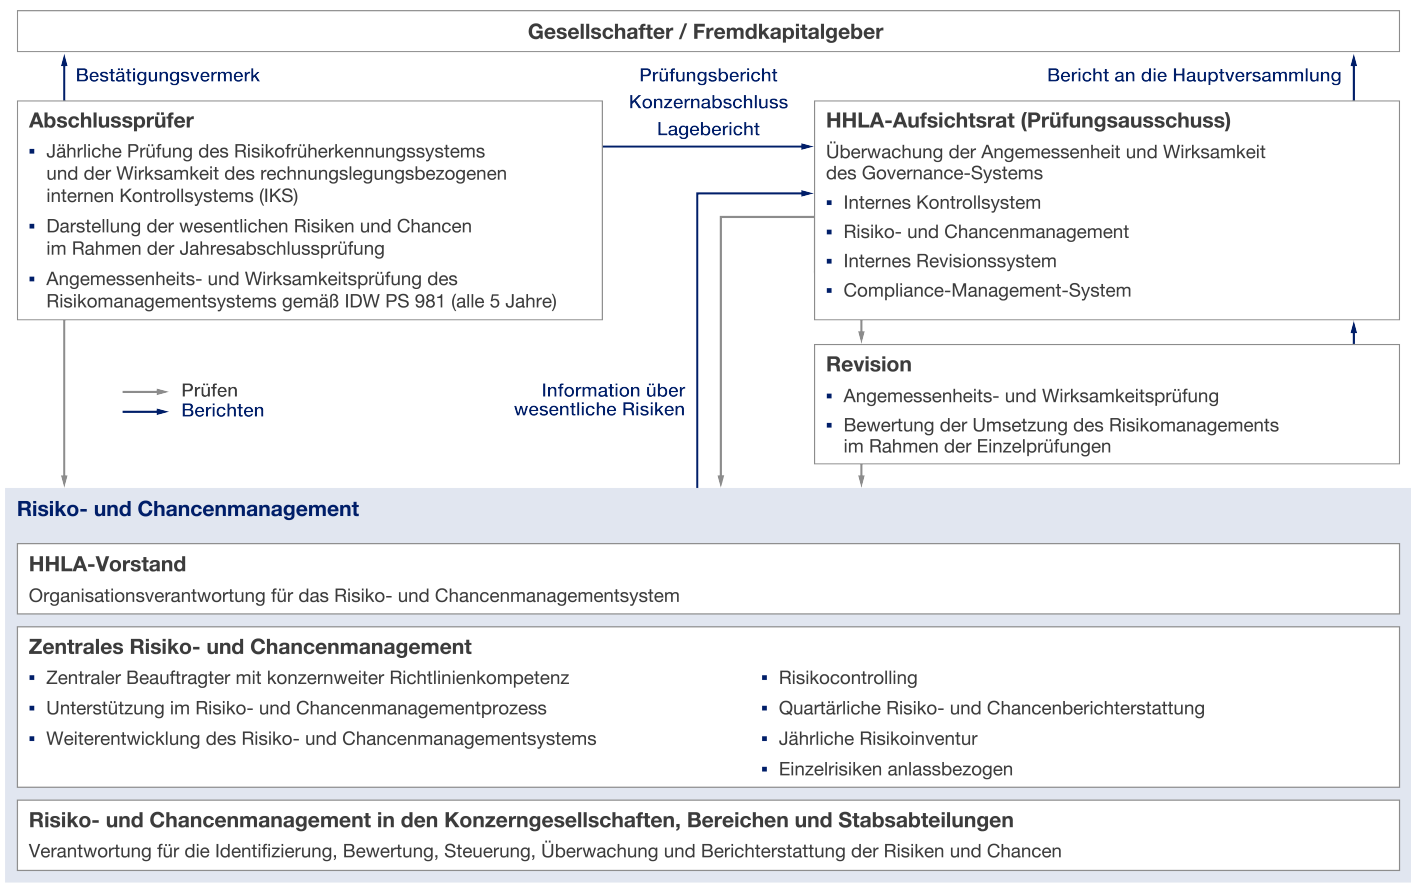 Gesellschafter / Fremdkapitalgeber
Bestätigungsvermerk
Prüfungsbericht
Konzernabschluss
Lagebericht
Bericht an die Hauptversammlung
Abschlussprüfer
▪ Jährliche Prüfung des Risikofrüherkennungssystems
und der Wirksamkeit des rechnungslegungsbezogenen
internen Kontrollsystems (IKS)
▪ Darstellung der wesentlichen Risiken und Chancen
im Rahmen der Jahresabschlussprüfung
▪ Angemessenheits- und Wirksamkeitsprüfung des
Risikomanagementsystems gemäß IDW PS 981 (alle 5 Jahre)
HHLA-Aufsichtsrat (Prüfungsausschuss)
Überwachung der Angemessenheit und Wirksamkeit
des Governance-Systems
▪ Internes Kontrollsystem
▪ Risiko- und Chancenmanagement
▪ Internes Revisionssystem
▪ Compliance-Management-System
Prüfen
Berichten
Information über
wesentliche Risiken
Revision
▪ Angemessenheits- und Wirksamkeitsprüfung
▪ Bewertung der Umsetzung des Risikomanagements
im Rahmen der Einzelprüfungen
Risiko- und Chancenmanagement
HHLA-Vorstand
Organisationsverantwortung für das Risiko- und Chancenmanagementsystem
Zentrales Risiko- und Chancenmanagement
▪ Zentraler Beauftragter mit konzernweiter Richtlinienkompetenz
▪ Unterstützung im Risiko- und Chancenmanagementprozess
▪ Weiterentwicklung des Risiko- und Chancenmanagementsystems
▪ Risikocontrolling
▪ Quartärliche Risiko- und Chancenberichterstattung
▪ Jährliche Risikoinventur
▪ Einzelrisiken anlassbezogen
Risiko- und Chancenmanagement in den Konzerngesellschaften, Bereichen und Stabsabteilungen
Verantwortung für die Identifizierung, Bewertung, Steuerung, Überwachung und Berichterstattung der Risiken und Chancen